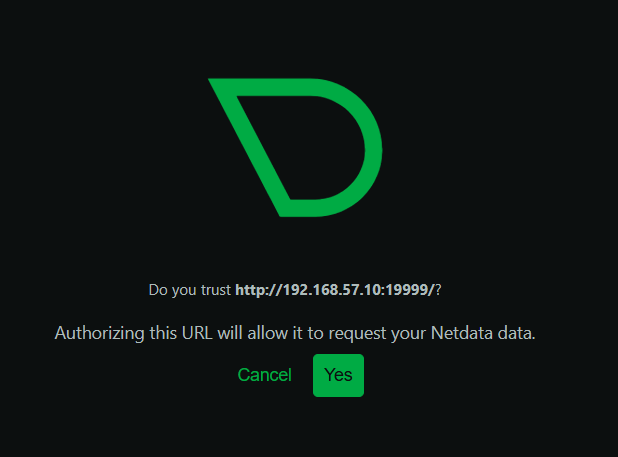 Do you trust http://192.168.57.10:19999/?
Authorizing this URL will allow it to request your Netdata data.
Cancel Yes